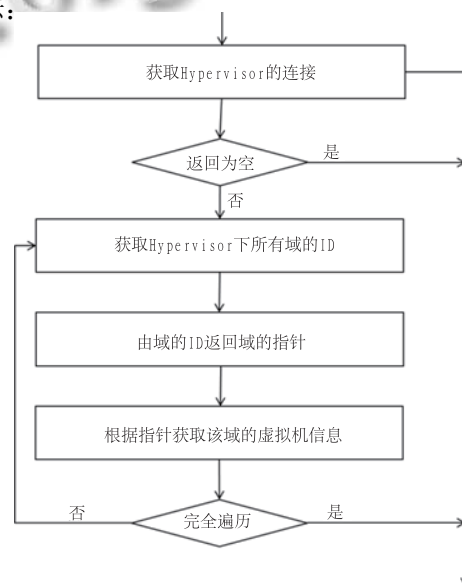 获取Hypervisor的连接
返回为空
是
否
获取Hypervisor下所有域的ID
由域的ID返回域的指针
根据指针获取该域的虚拟机信息
否
完全遍历
是